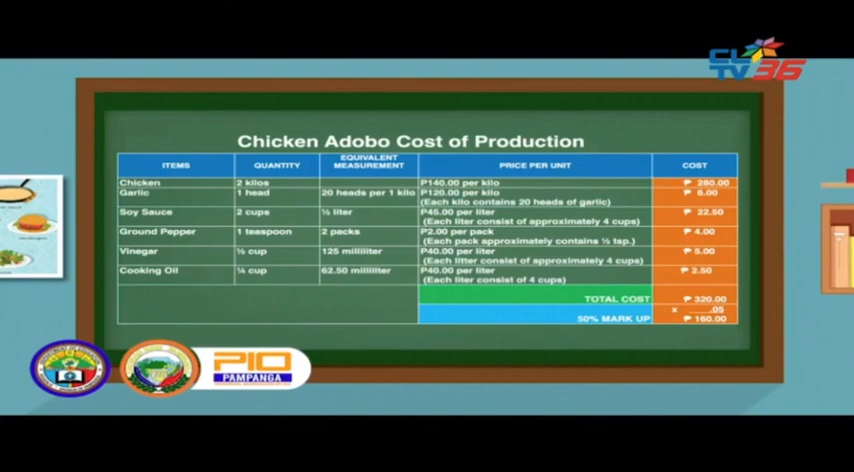 CLTV36
Chicken Adobo Cost of Production
ITEMS QUANTITY EQUIVALENT MEASUREMENT PRICE PER UNIT COST
Chicken 2 kilos P140.00 per kilo ₱ 280.00
Garlic 1 head 20 heads per 1 kilo P120.00 per kilo ₱ 6.00
(Each kilo contains 20 heads of garlic)
Soy Sauce 2 cups ½ liter P45.00 per liter ₱ 22.50
(Each liter consist of approximately 4 cups)
Ground Pepper 1 teaspoon 2 packs P2.00 per pack ₱ 4.00
(Each pack approximately contains ½ tsp.)
Vinegar ½ cup 125 milliliter P40.00 per liter ₱ 5.00
(Each litter consist of approximately 4 cups)
Cooking Oil ¼ cup 62.50 milliliter P40.00 per liter ₱ 2.50
(Each liter consist of 4 cups)
TOTAL COST ₱ 320.00
x .05
50% MARK UP ₱ 160.00
PIO
PAMPANGA